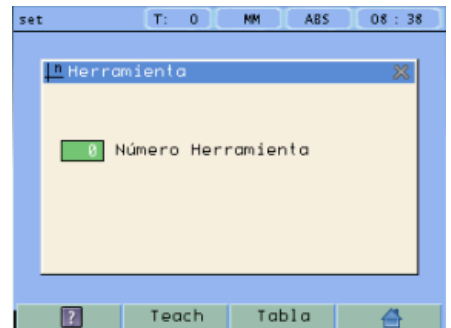 set T: 0 MM ABS 08 : 38
n Herramienta
0 Número Herramienta
? Teach Tabla